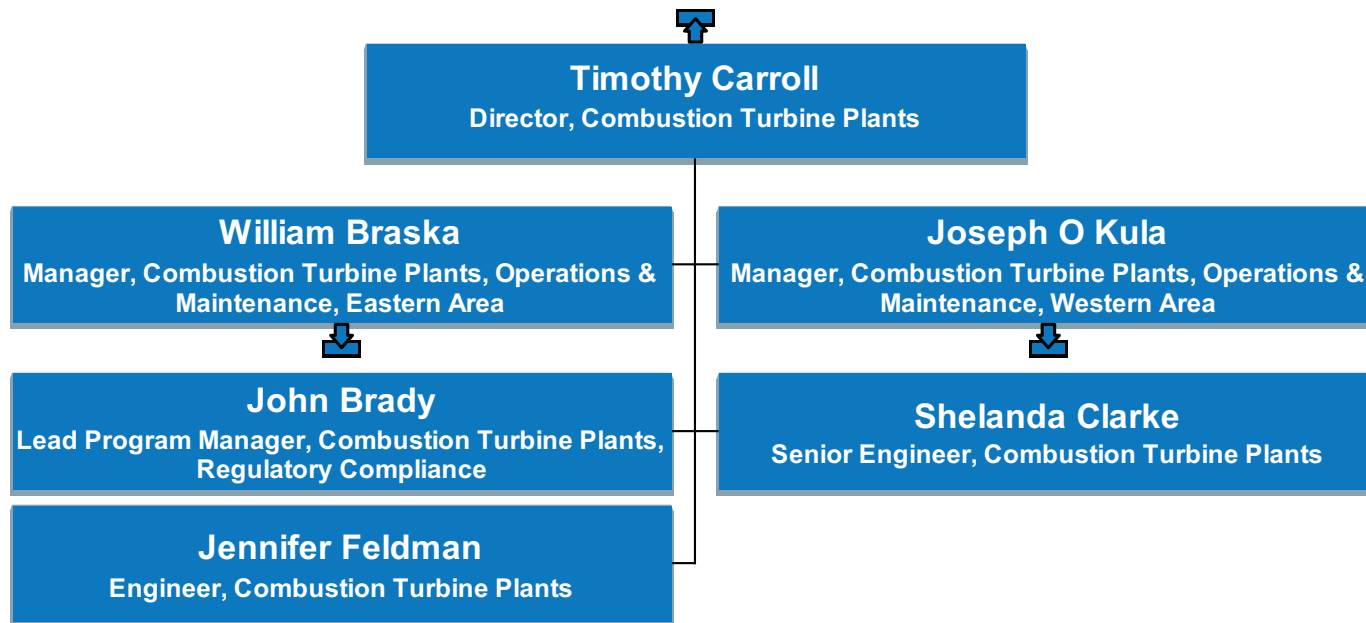 Timothy Carroll
Director, Combustion Turbine Plants
William Braska
Manager, Combustion Turbine Plants, Operations &
Maintenance, Eastern Area
Joseph O Kula
Manager, Combustion Turbine Plants, Operations &
Maintenance, Western Area
John Brady
Lead Program Manager, Combustion Turbine Plants,
Regulatory Compliance
Shelanda Clarke
Senior Engineer, Combustion Turbine Plants
Jennifer Feldman
Engineer, Combustion Turbine Plants